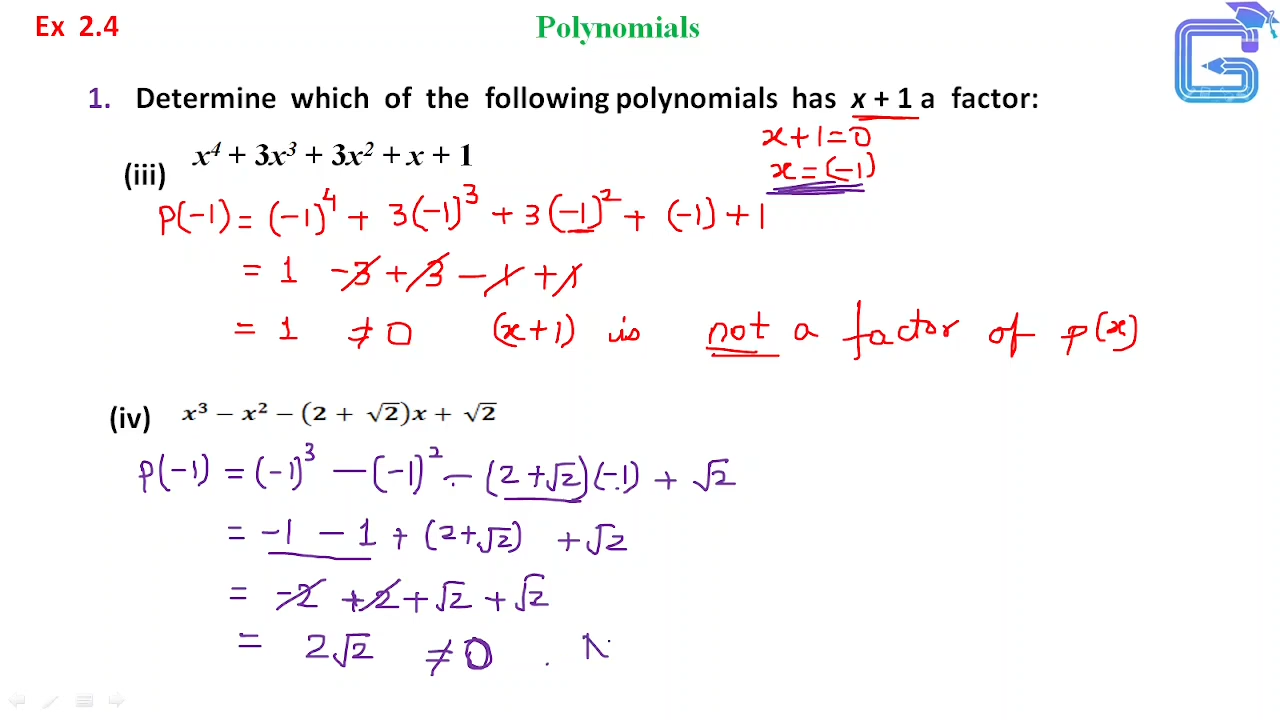 Ex 2.4
Polynomials
1. Determine which of the following polynomials has x + 1 a factor:
x + 1 = 0
x = (-1)
(iii) x⁴ + 3x³ + 3x² + x + 1
P(-1) = (-1)⁴ + 3(-1)³ + 3(-1)² + (-1) + 1
= 1 -3 + 3 - 1 + 1
= 1 ≠ 0 (x+1) is not a factor of p(x)
(iv) x³ − x² − (2 + √2)x + √2
P(-1) = (-1)³ - (-1)² - (2+√2)(-1) + √2
= -1 - 1 + (2+√2) + √2
= -2 + 2 + √2 + √2
= 2√2 ≠ 0 . N